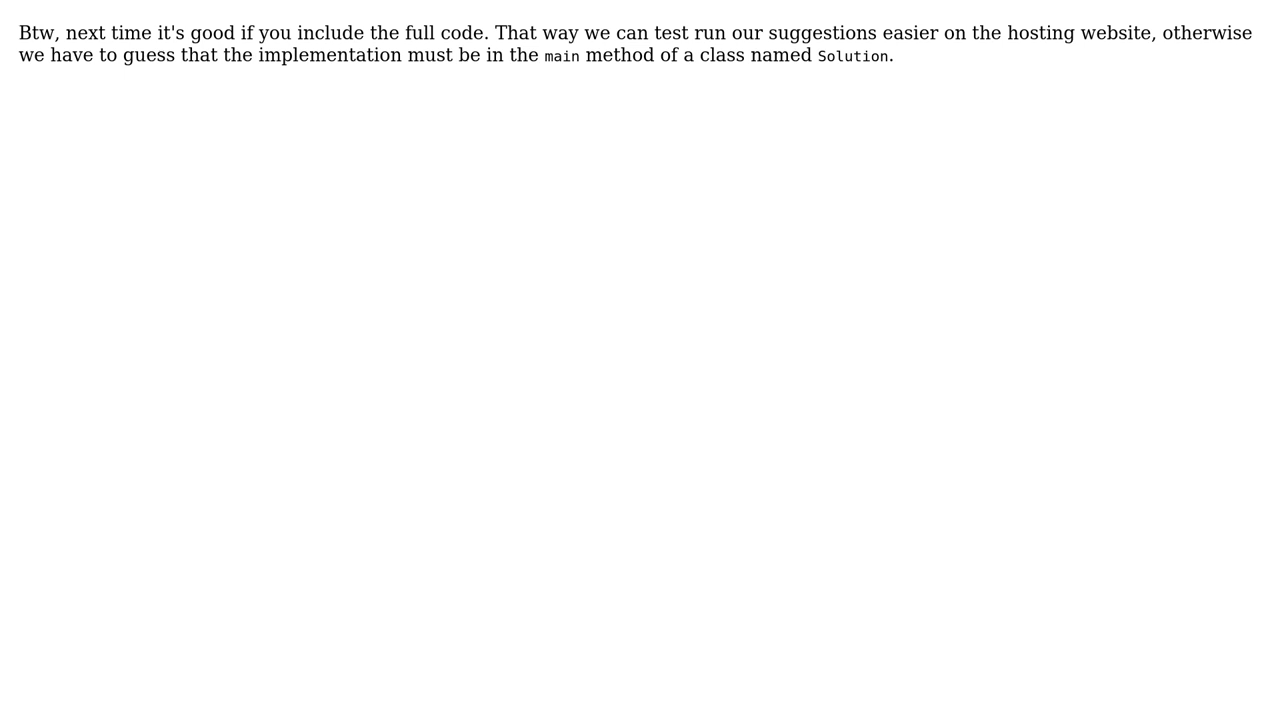 Btw, next time it's good if you include the full code. That way we can test run our suggestions easier on the hosting website, otherwise
we have to guess that the implementation must be in the main method of a class named Solution.